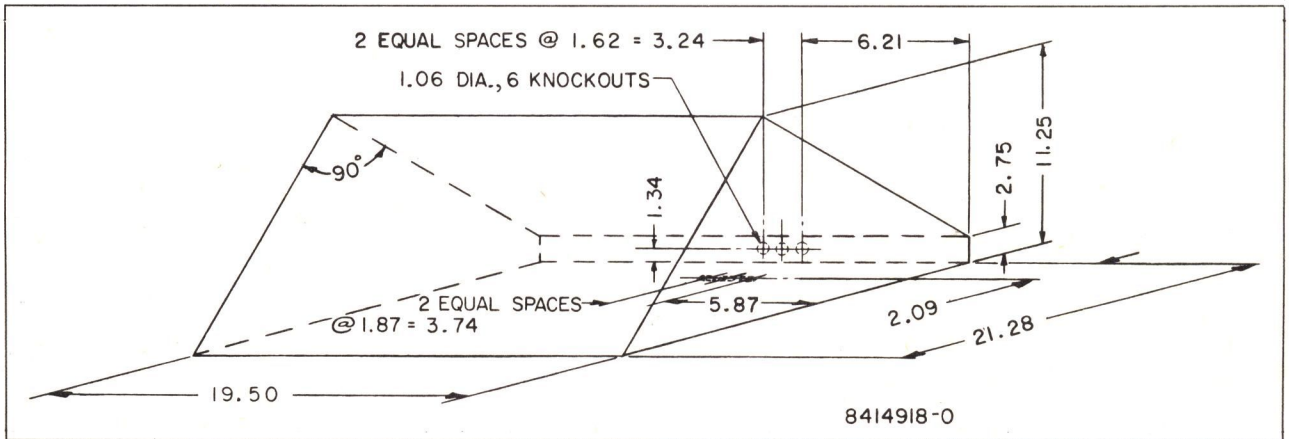 2 EQUAL SPACES @ 1.62 = 3.24
6.21
1.06 DIA., 6 KNOCKOUTS
11.25
90°
2.75
1.34
2 EQUAL SPACES
@ 1.87 = 3.74
5.87
2.09
21.28
19.50
8414918-0